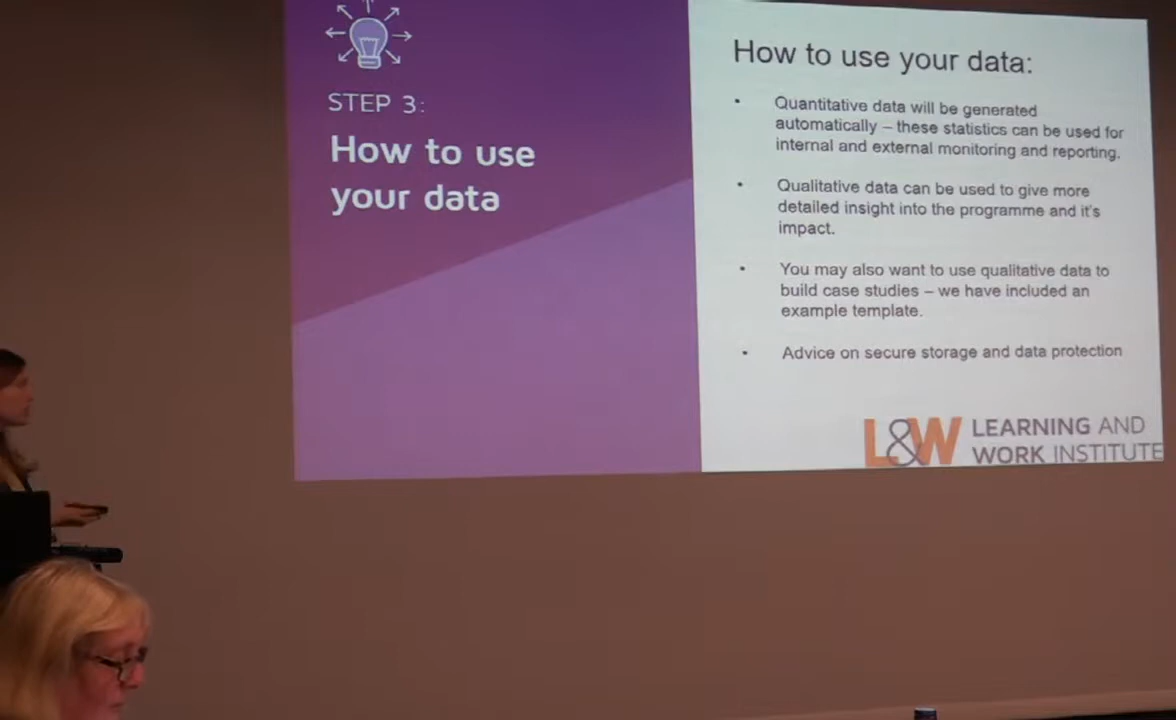 STEP 3:
How to use
your data
How to use your data:
• Quantitative data will be generated
automatically – these statistics can be used for
internal and external monitoring and reporting.
• Qualitative data can be used to give more
detailed insight into the programme and it's
impact.
• You may also want to use qualitative data to
build case studies – we have included an
example template.
• Advice on secure storage and data protection
L&W LEARNING AND
WORK INSTITUTE